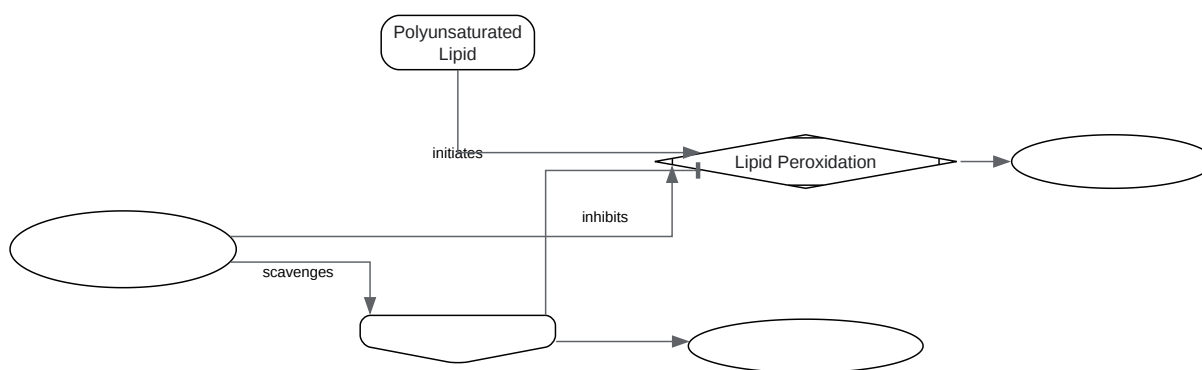 Polyunsaturated
Lipid
initiates
Lipid Peroxidation
inhibits
scavenges